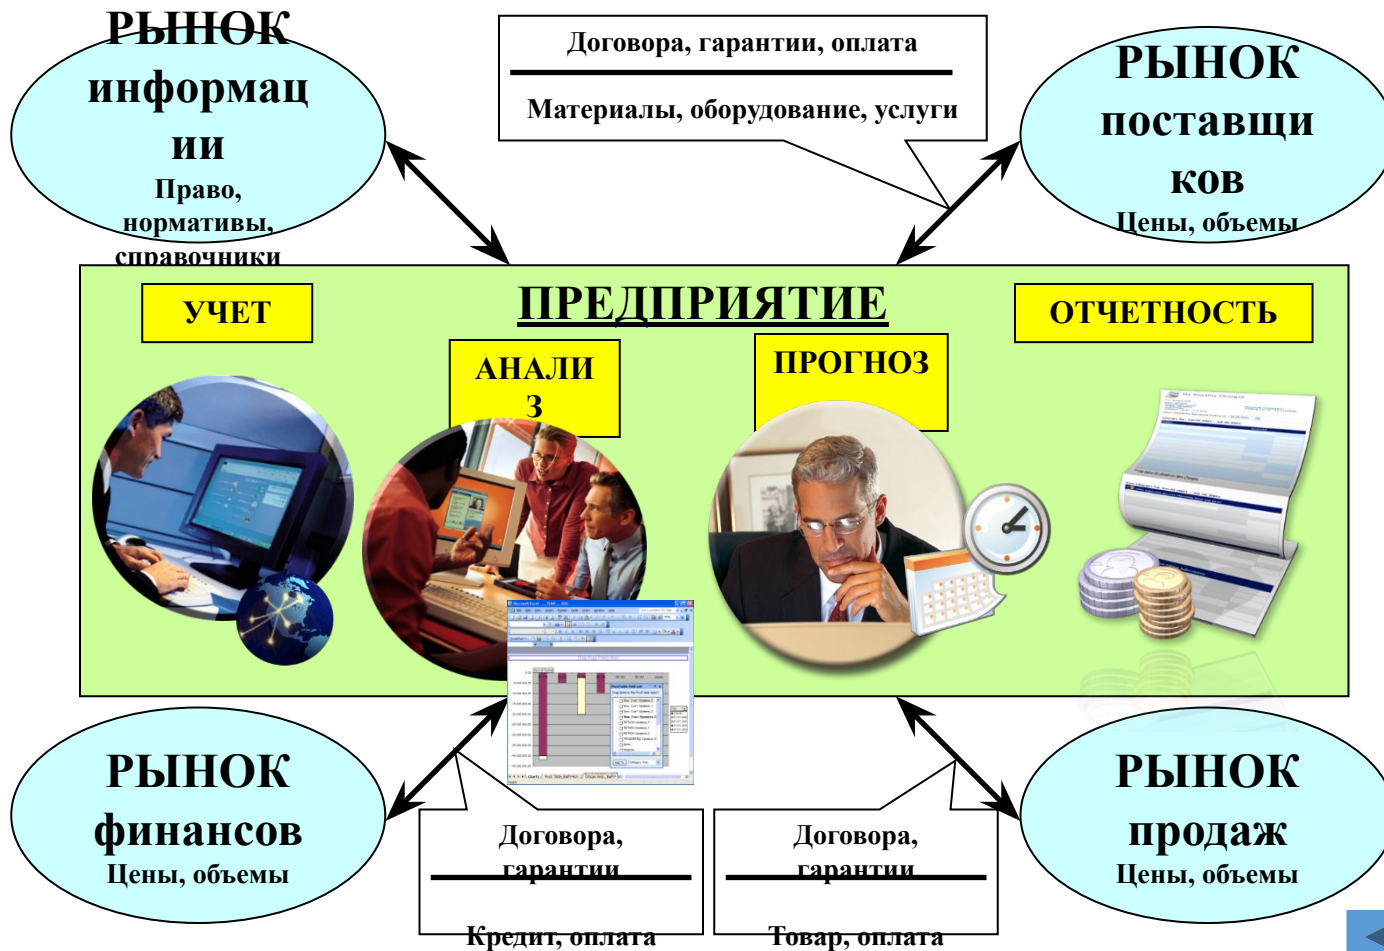 РЫНОК
информац
ии
Право,
нормативы,
справочники
Договора, гарантии, оплата
Материалы, оборудование, услуги
РЫНОК
поставщи
ков
Цены, объемы
ПРЕДПРИЯТИЕ
УЧЕТ
АНАЛИ
З
ПРОГНОЗ
ОТЧЕТНОСТЬ
РЫНОК
финансов
Цены, объемы
Договора,
гарантии
Кредит, оплата
Договора,
гарантии
Товар, оплата
РЫНОК
продаж
Цены, объемы